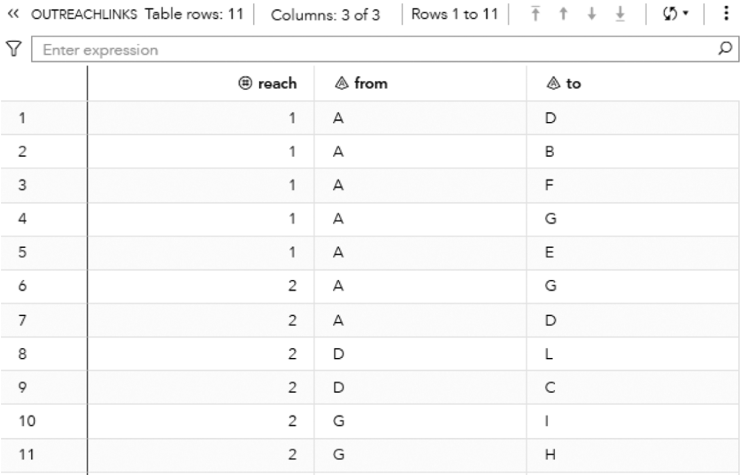 OUTREACHLINKS Table rows: 11 Columns: 3 of 3 Rows 1 to 11
Enter expression
reach from to
1 1 A D
2 1 A B
3 1 A F
4 1 A G
5 1 A E
6 2 A G
7 2 A D
8 2 D L
9 2 D C
10 2 G I
11 2 G H